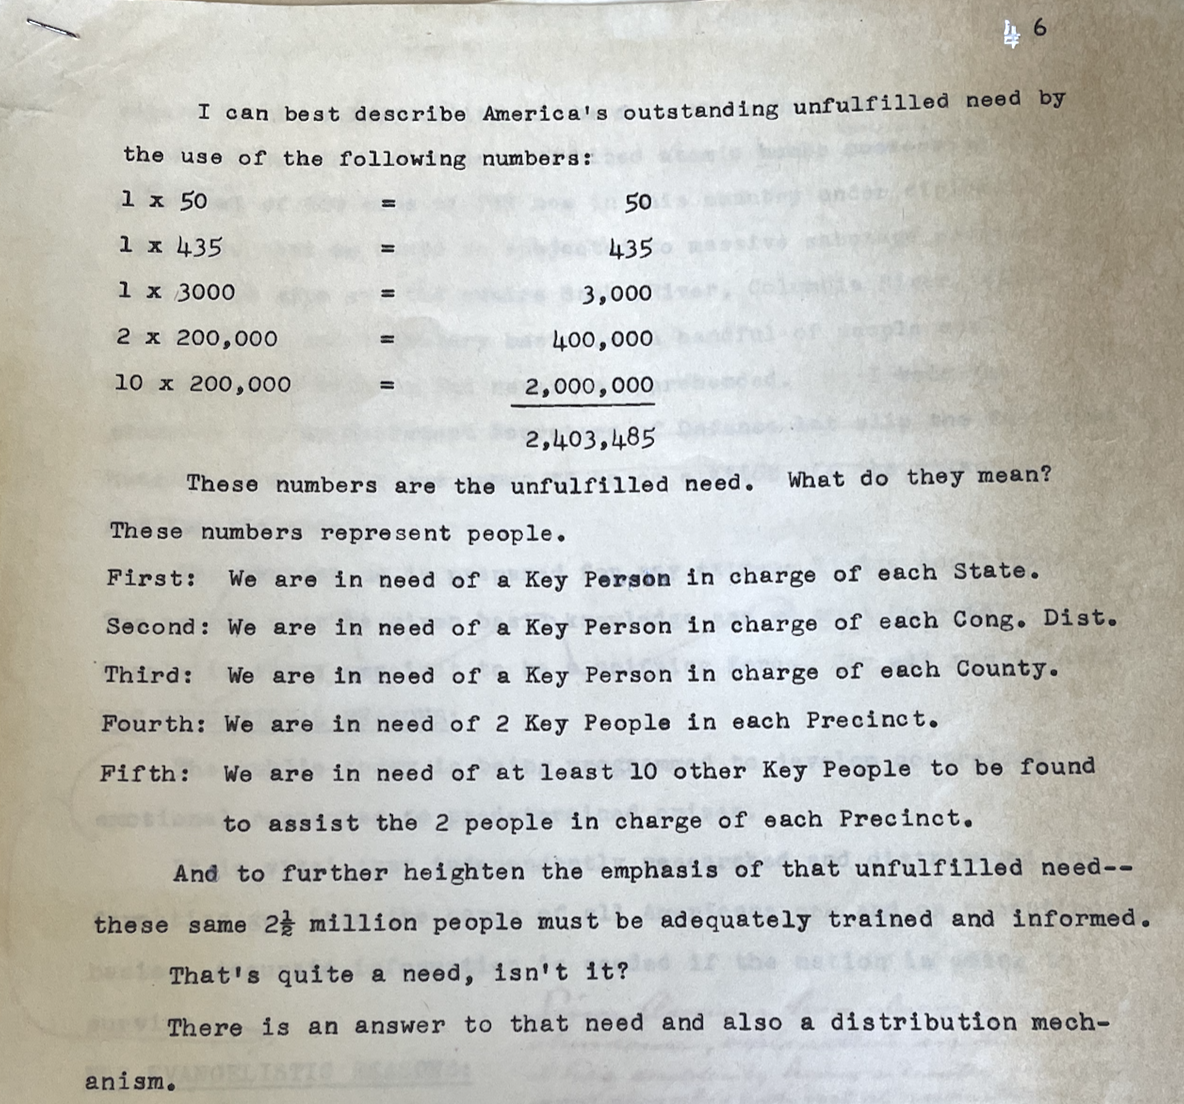 6
I can best describe America's outstanding unfulfilled need by
the use of the following numbers:
1 x 50 = 50
1 x 435 = 435
1 x 3000 = 3,000
2 x 200,000 = 400,000
10 x 200,000 = 2,000,000
2,403,485
These numbers are the unfulfilled need. What do they mean?
These numbers represent people.
First: We are in need of a Key Person in charge of each State.
Second: We are in need of a Key Person in charge of each Cong. Dist.
Third: We are in need of a Key Person in charge of each County.
Fourth: We are in need of 2 Key People in each Precinct.
Fifth: We are in need of at least 10 other Key People to be found
to assist the 2 people in charge of each Precinct.
And to further heighten the emphasis of that unfulfilled need--
these same 2½ million people must be adequately trained and informed.
That's quite a need, isn't it?
There is an answer to that need and also a distribution mech-
anism.